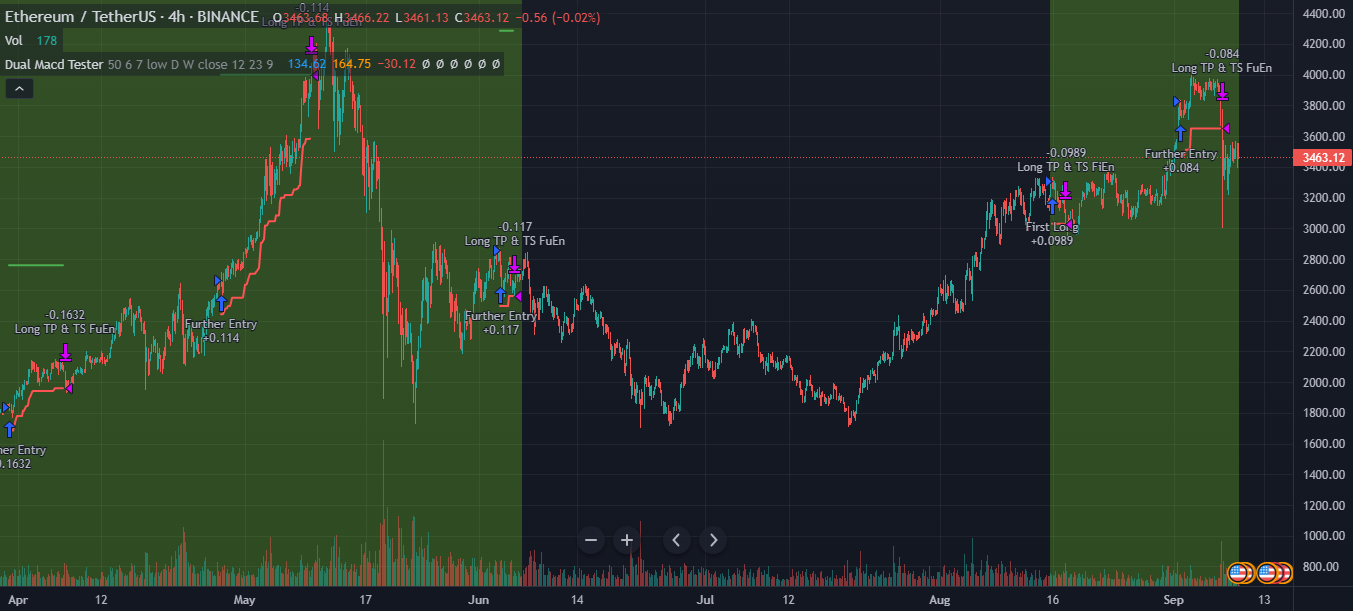 Ethereum / TetherUS · 4h · BINANCE O3463.68 H3466.22 L3461.13 C3463.12 -0.56 (-0.02%)
-0.114
Long TP & TS FuEn
Vol 178
Dual Macd Tester 50 6 7 low D W close 12 23 9 134.62 164.75 -30.12 Ø Ø Ø Ø Ø Ø
-0.1632
Long TP & TS FuEn
Further Entry
+0.114
-0.117
Long TP & TS FuEn
Further Entry
+0.117
-0.0989
Long TP & TS FiEn
First Long
+0.0989
-0.084
Long TP & TS FuEn
Further Entry
+0.084
her Entry
0.1632
4400.00
4200.00
4000.00
3800.00
3600.00
3463.12
3400.00
3200.00
3000.00
2800.00
2600.00
2400.00
2200.00
2000.00
1800.00
1600.00
1400.00
1200.00
1000.00
800.00
Apr 12 May 17 Jun 14 Jul 12 Aug 16 Sep 13